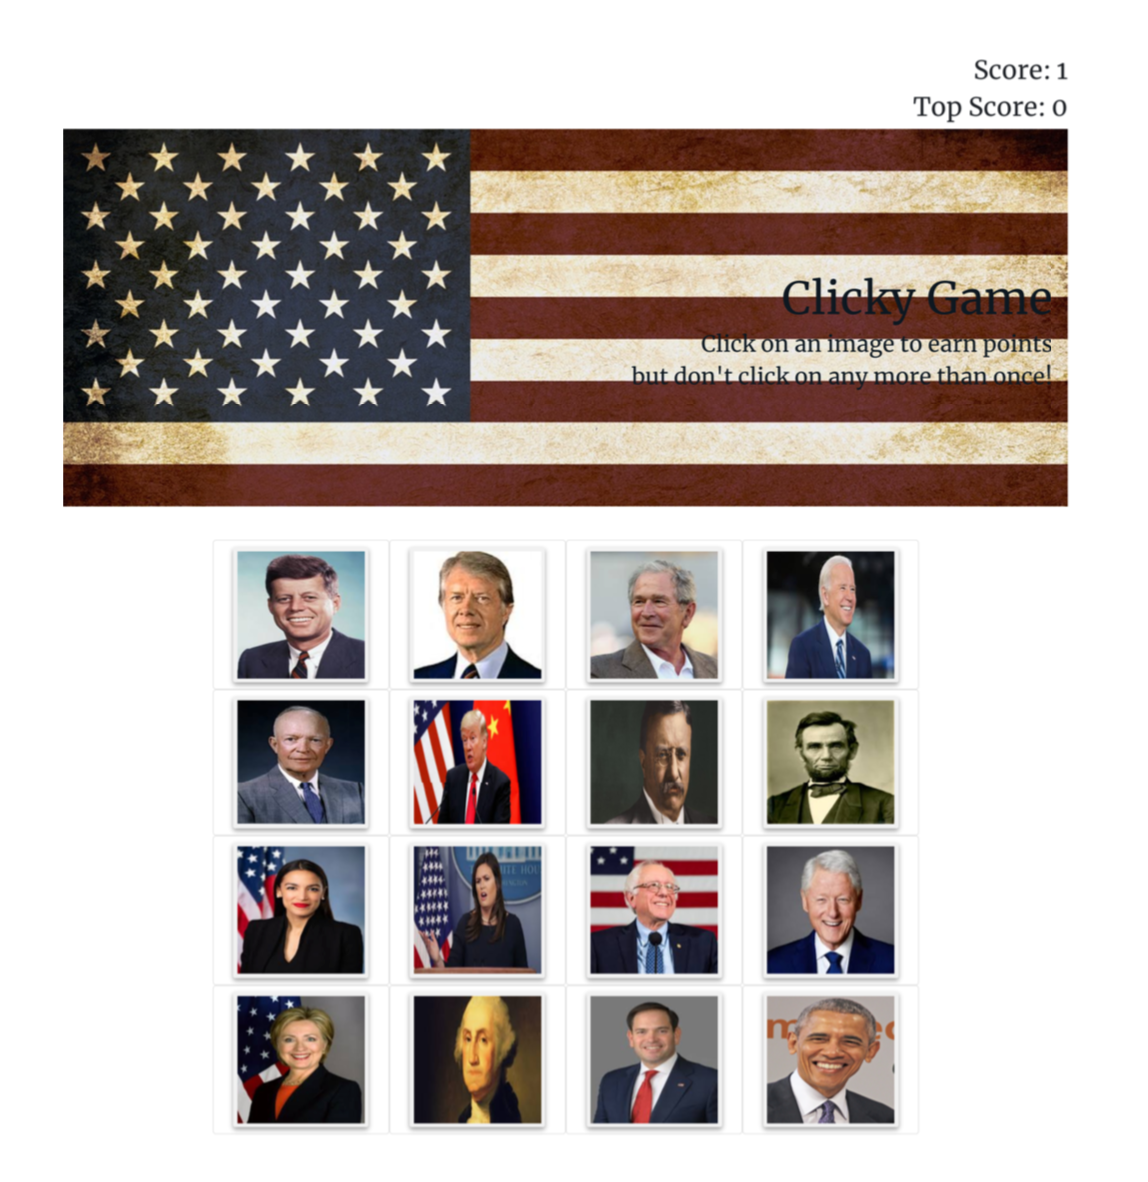 Score: 1
Top Score: 0
Clicky Game
Click on an image to earn points
but don't click on any more than once!